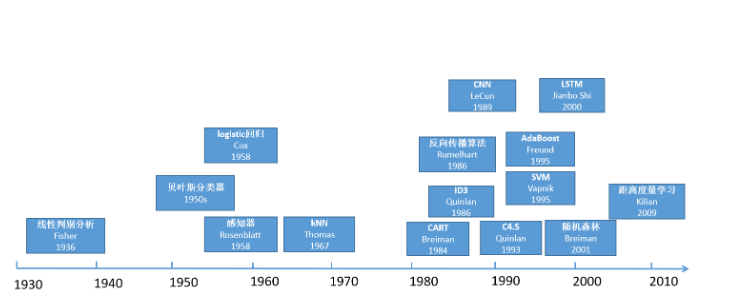 CNN
LeCun
1989
LSTM
Jianbo Shi
2000
logistic回归
Cox
1958
反向传播算法
Rumelhart
1986
AdaBoost
Freund
1995
贝叶斯分类器
1950s
ID3
Quinlan
1986
SVM
Vapnik
1995
距离度量学习
Kilian
2009
线性判别分析
Fisher
1936
感知器
Rosenblatt
1958
kNN
Thomas
1967
CART
Breiman
1984
C4.5
Quinlan
1993
随机森林
Breiman
2001
1930 1940 1950 1960 1970 1980 1990 2000 2010